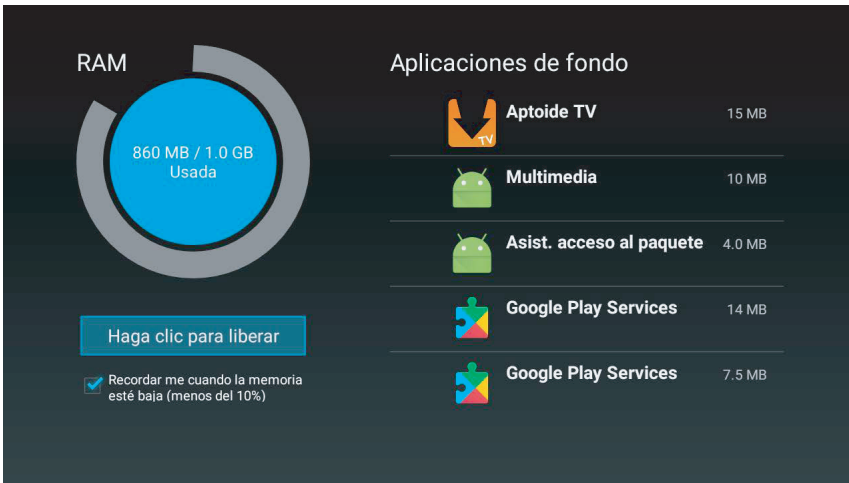 RAM
860 MB / 1.0 GB
Usada
Haga clic para liberar
Recordar me cuando la memoria
esté baja (menos del 10%)
Aplicaciones de fondo
TV
Aptoide TV 15 MB
Multimedia 10 MB
Asist. acceso al paquete 4.0 MB
Google Play Services 14 MB
Google Play Services 7.5 MB